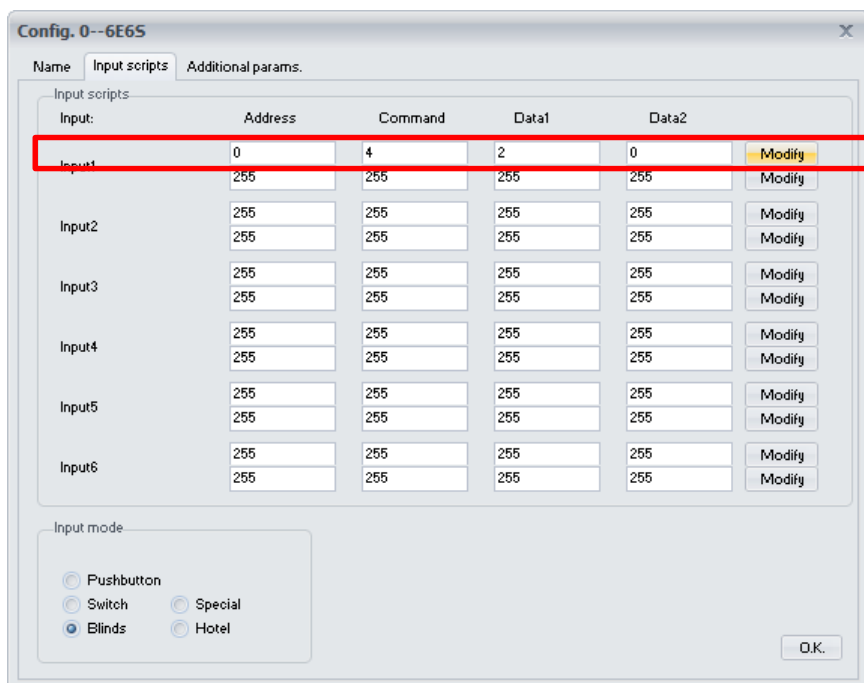 Config. 0--6E6S X
Name Input scripts Additional params.
Input scripts
Input: Address Command Data1 Data2
Input1
0 4 2 0 Modify
255 255 255 255 Modify
Input2
255 255 255 255 Modify
255 255 255 255 Modify
Input3
255 255 255 255 Modify
255 255 255 255 Modify
Input4
255 255 255 255 Modify
255 255 255 255 Modify
Input5
255 255 255 255 Modify
255 255 255 255 Modify
Input6
255 255 255 255 Modify
255 255 255 255 Modify
Input mode
Pushbutton
Switch Special
Blinds Hotel
O.K.